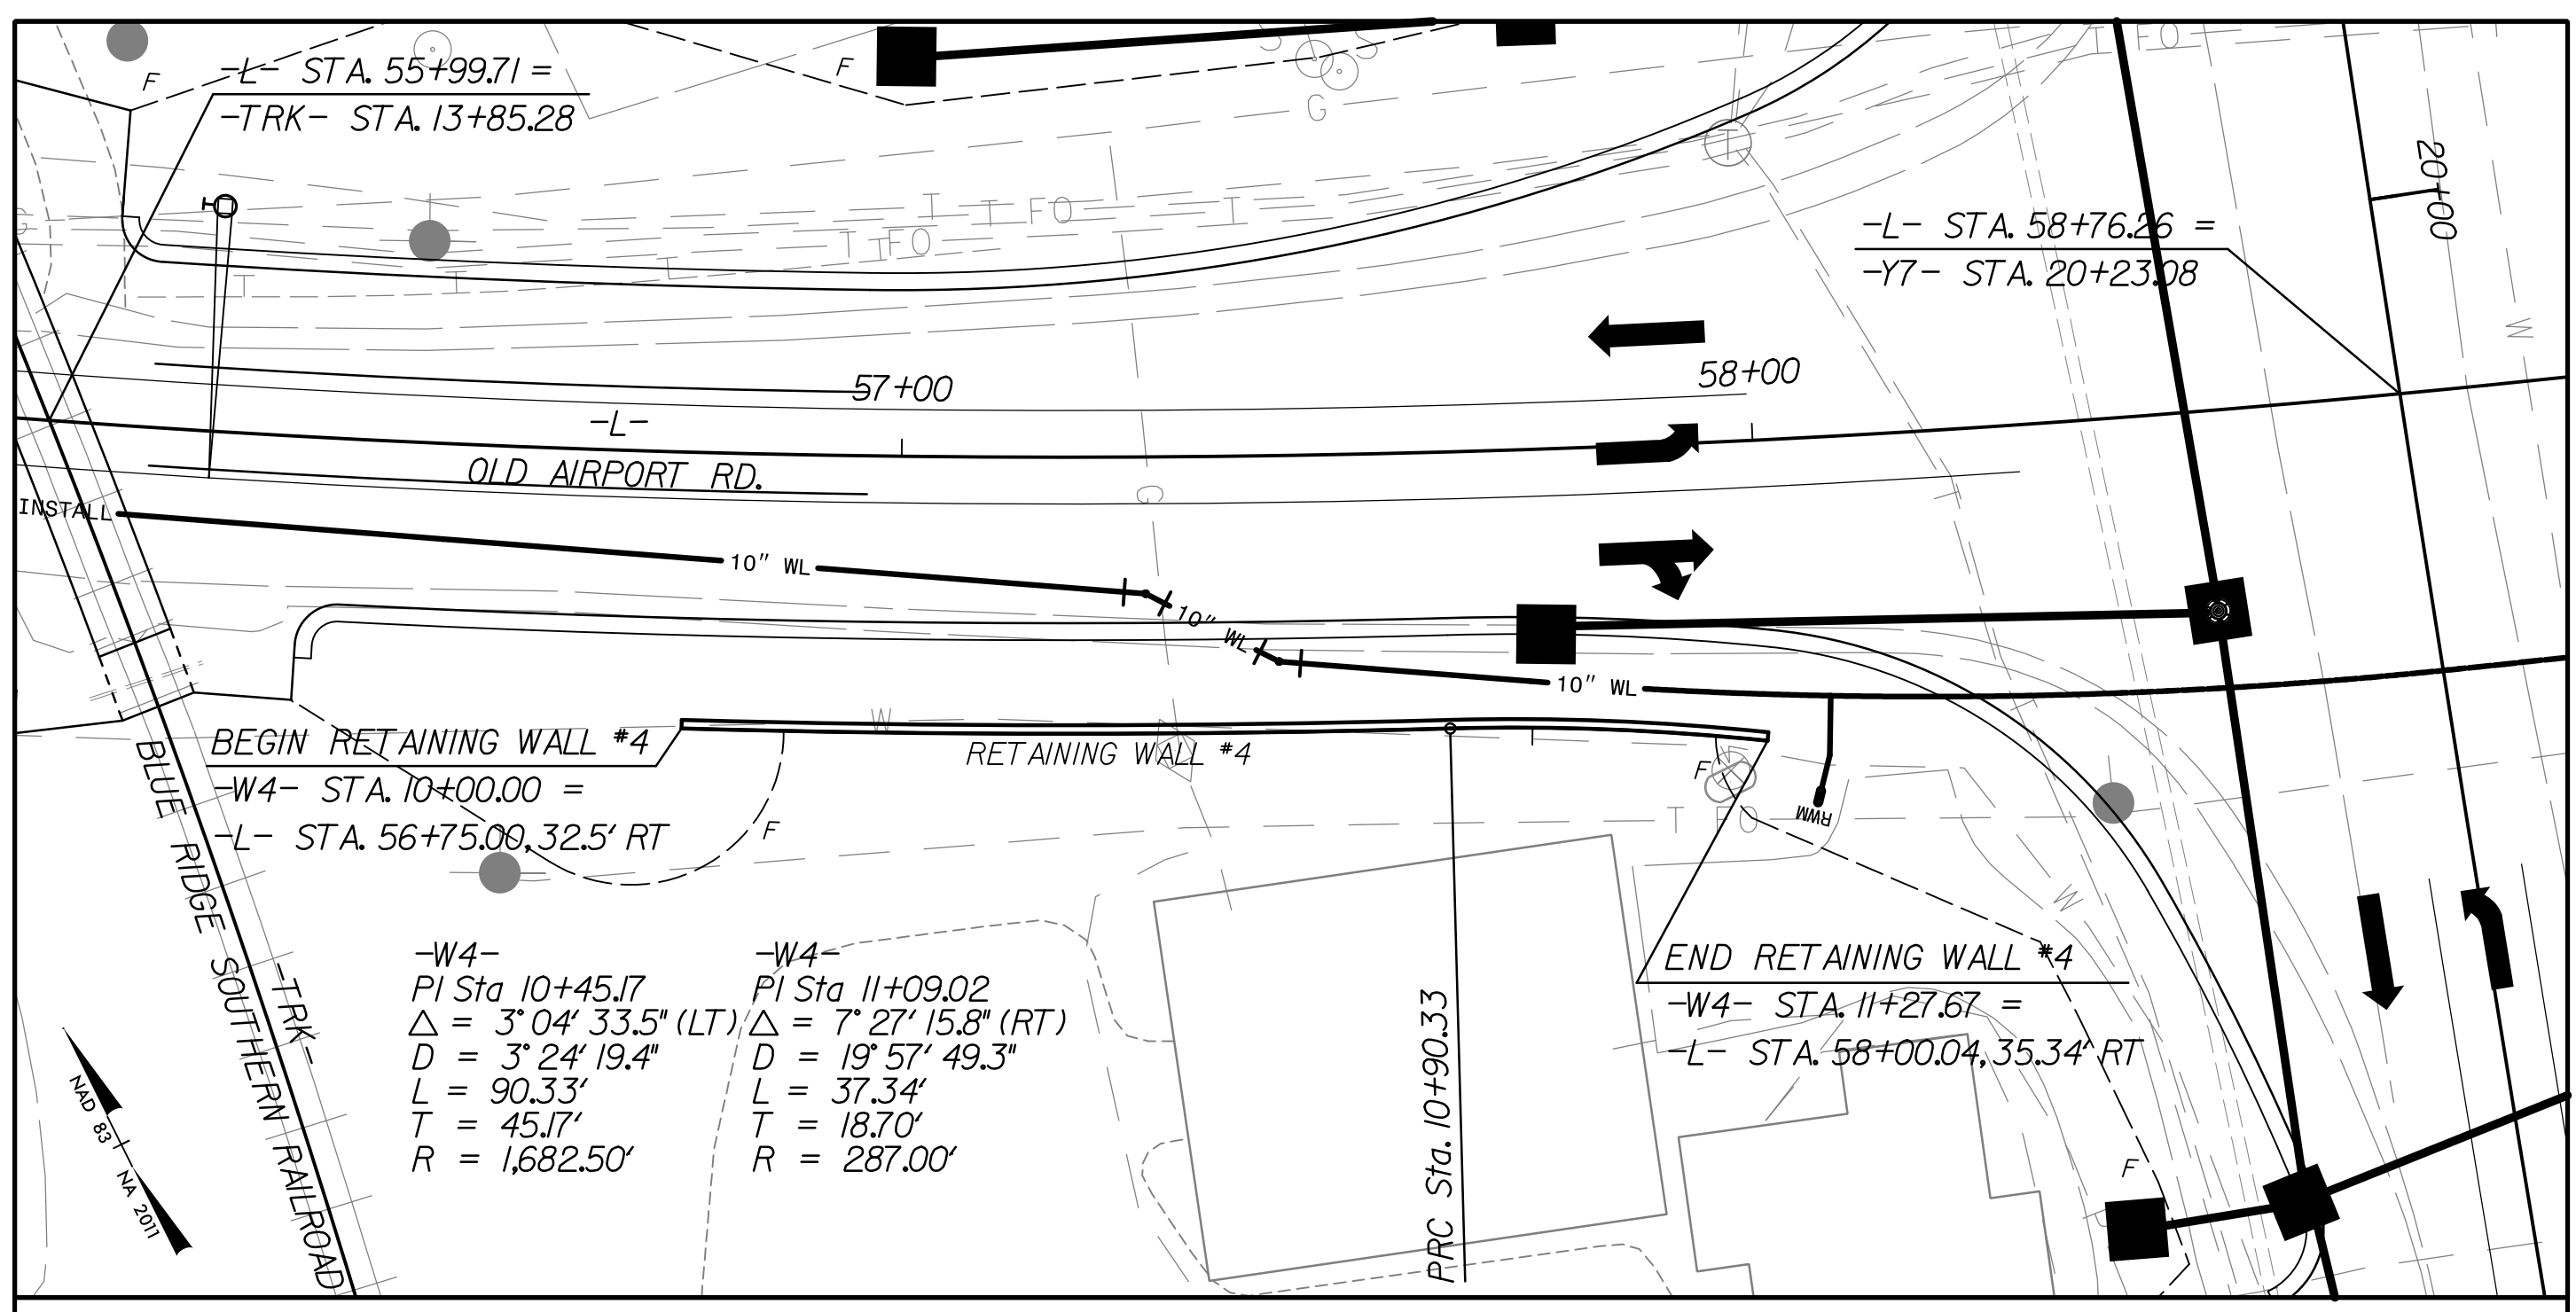 F
-L- STA. 55+99.71 =
-TRK- STA. 13+85.28
F
S
S
G
T FO
T
20+00
-L- STA. 58+76.26 =
-Y7- STA. 20+23.08
G
T T FO T
T T FO
T T T
W
57+00
58+00
-L-
OLD AIRPORT RD.
G
T
INSTALL
10" WL
10" WL
10" WL
W
BEGIN RETAINING WALL #4
-W4- STA. 10+00.00 =
-L- STA. 56+75.00, 32.5' RT
RETAINING WALL #4
F
F
RWM
T FO
W
BLUE RIDGE SOUTHERN RAILROAD
-TRK-
-W4-
PI Sta 10+45.17
△ = 3° 04' 33.5" (LT)
D = 3° 24' 19.4"
L = 90.33'
T = 45.17'
R = 1,682.50'
-W4-
PI Sta 11+09.02
△ = 7° 27' 15.8" (RT)
D = 19° 57' 49.3"
L = 37.34'
T = 18.70'
R = 287.00'
PRC Sta. 10+90.33
END RETAINING WALL #4
-W4- STA. 11+27.67 =
-L- STA. 58+00.04, 35.34' RT
F
NAD 83
NA 2011